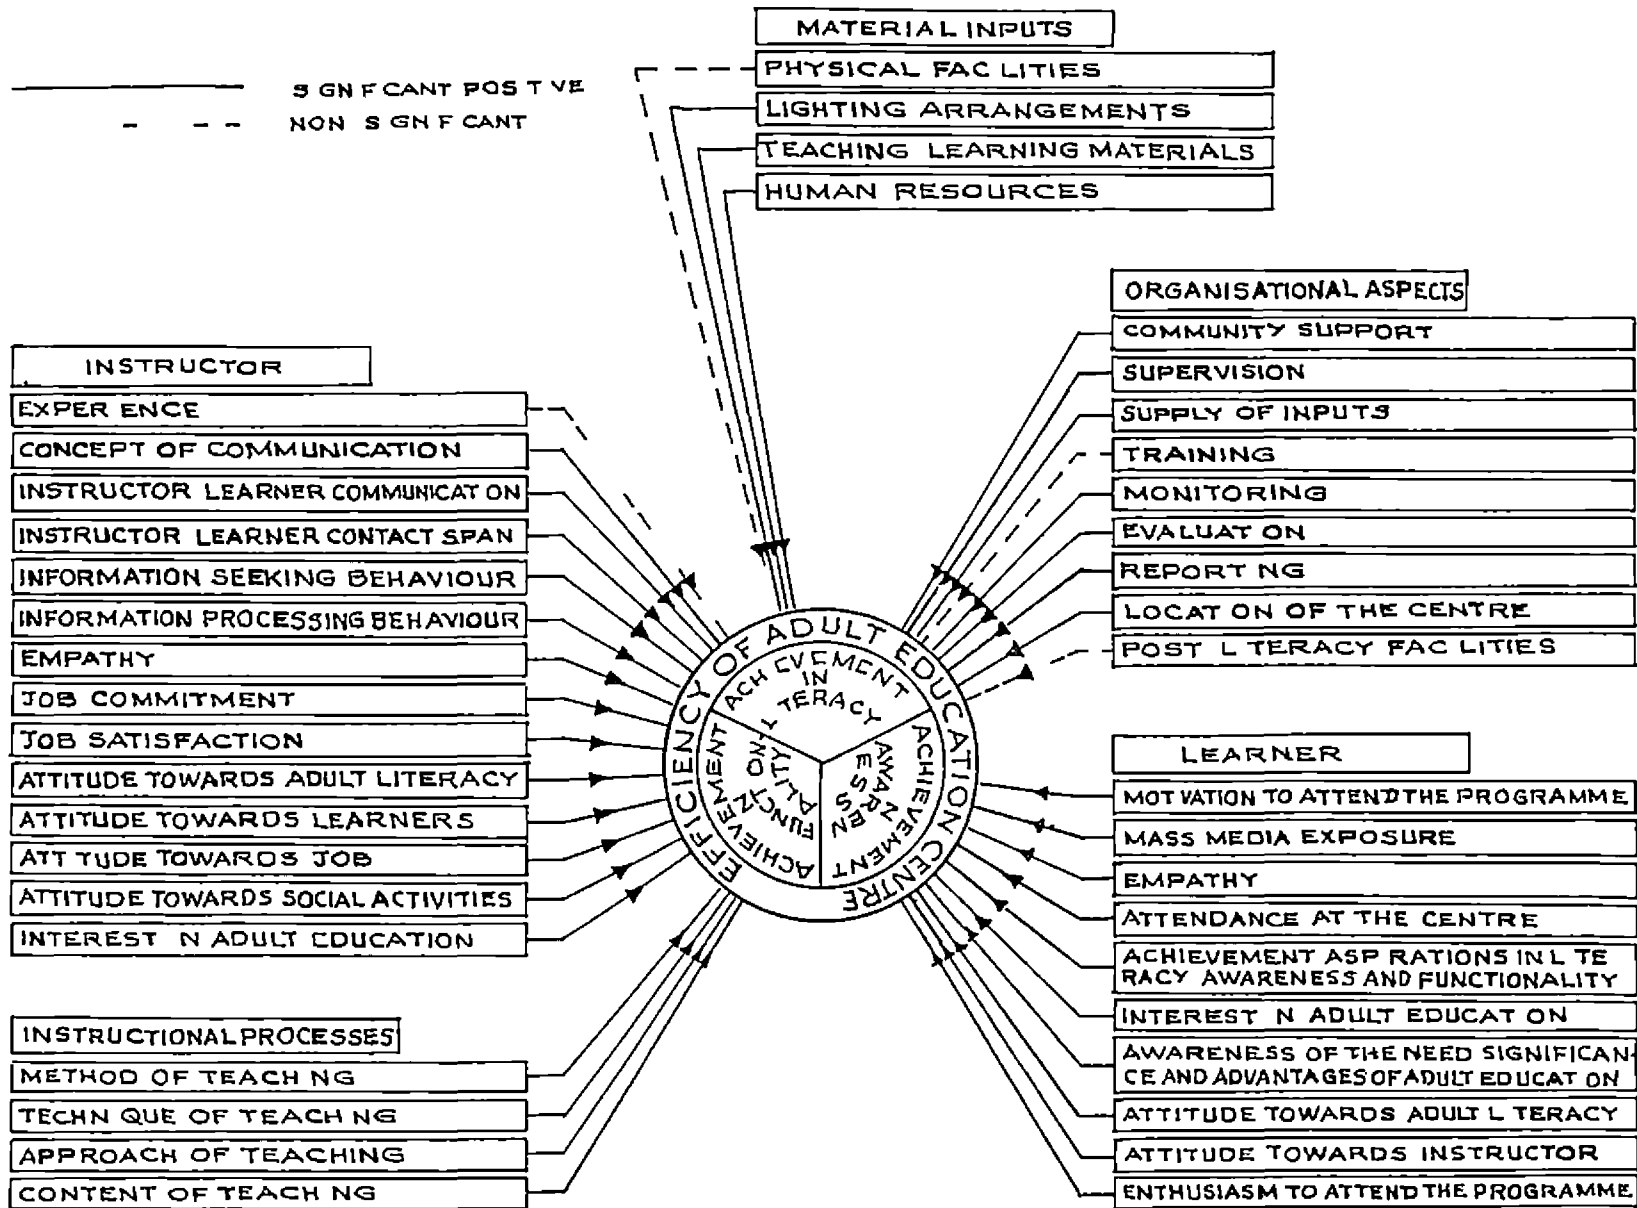 S GN F CANT POS T VE
NON S GN F CANT
MATERIAL INPUTS
PHYSICAL FAC LITIES
LIGHTING ARRANGEMENTS
TEACHING LEARNING MATERIALS
HUMAN RESOURCES
ORGANISATIONAL ASPECTS
COMMUNITY SUPPORT
SUPERVISION
SUPPLY OF INPUTS
TRAINING
MONITORING
EVALUAT ON
REPORT NG
LOCAT ON OF THE CENTRE
POST L TERACY FAC LITIES
INSTRUCTOR
EXPER ENCE
CONCEPT OF COMMUNICATION
INSTRUCTOR LEARNER COMMUNICAT ON
INSTRUCTOR LEARNER CONTACT SPAN
INFORMATION SEEKING BEHAVIOUR
INFORMATION PROCESSING BEHAVIOUR
EMPATHY
JOB COMMITMENT
JOB SATISFACTION
ATTITUDE TOWARDS ADULT LITERACY
ATTITUDE TOWARDS LEARNERS
ATT TUDE TOWARDS JOB
ATTITUDE TOWARDS SOCIAL ACTIVITIES
INTEREST N ADULT EDUCATION
EFFICIENCY OF ADULT EDUCATION CENTRE
ACH EVEMENT
IN
L TERACY
ACHIEVEMENT
FUNCT ON-
ALITY
ACHIEVEMENT
AWAREN
ESS
LEARNER
MOT VATION TO ATTEND THE PROGRAMME
MASS MEDIA EXPOSURE
EMPATHY
ATTENDANCE AT THE CENTRE
ACHIEVEMENT ASP RATIONS IN L TE
RACY AWARENESS AND FUNCTIONALITY
INTEREST N ADULT EDUCAT ON
AWARENESS OF THE NEED SIGNIFICAN-
CE AND ADVANTAGES OF ADULT EDUCAT ON
ATTITUDE TOWARDS ADULT L TERACY
ATTITUDE TOWARDS INSTRUCTOR
ENTHUSIASM TO ATTEND THE PROGRAMME
INSTRUCTIONAL PROCESSES
METHOD OF TEACH NG
TECHN QUE OF TEACH NG
APPROACH OF TEACHING
CONTENT OF TEACH NG